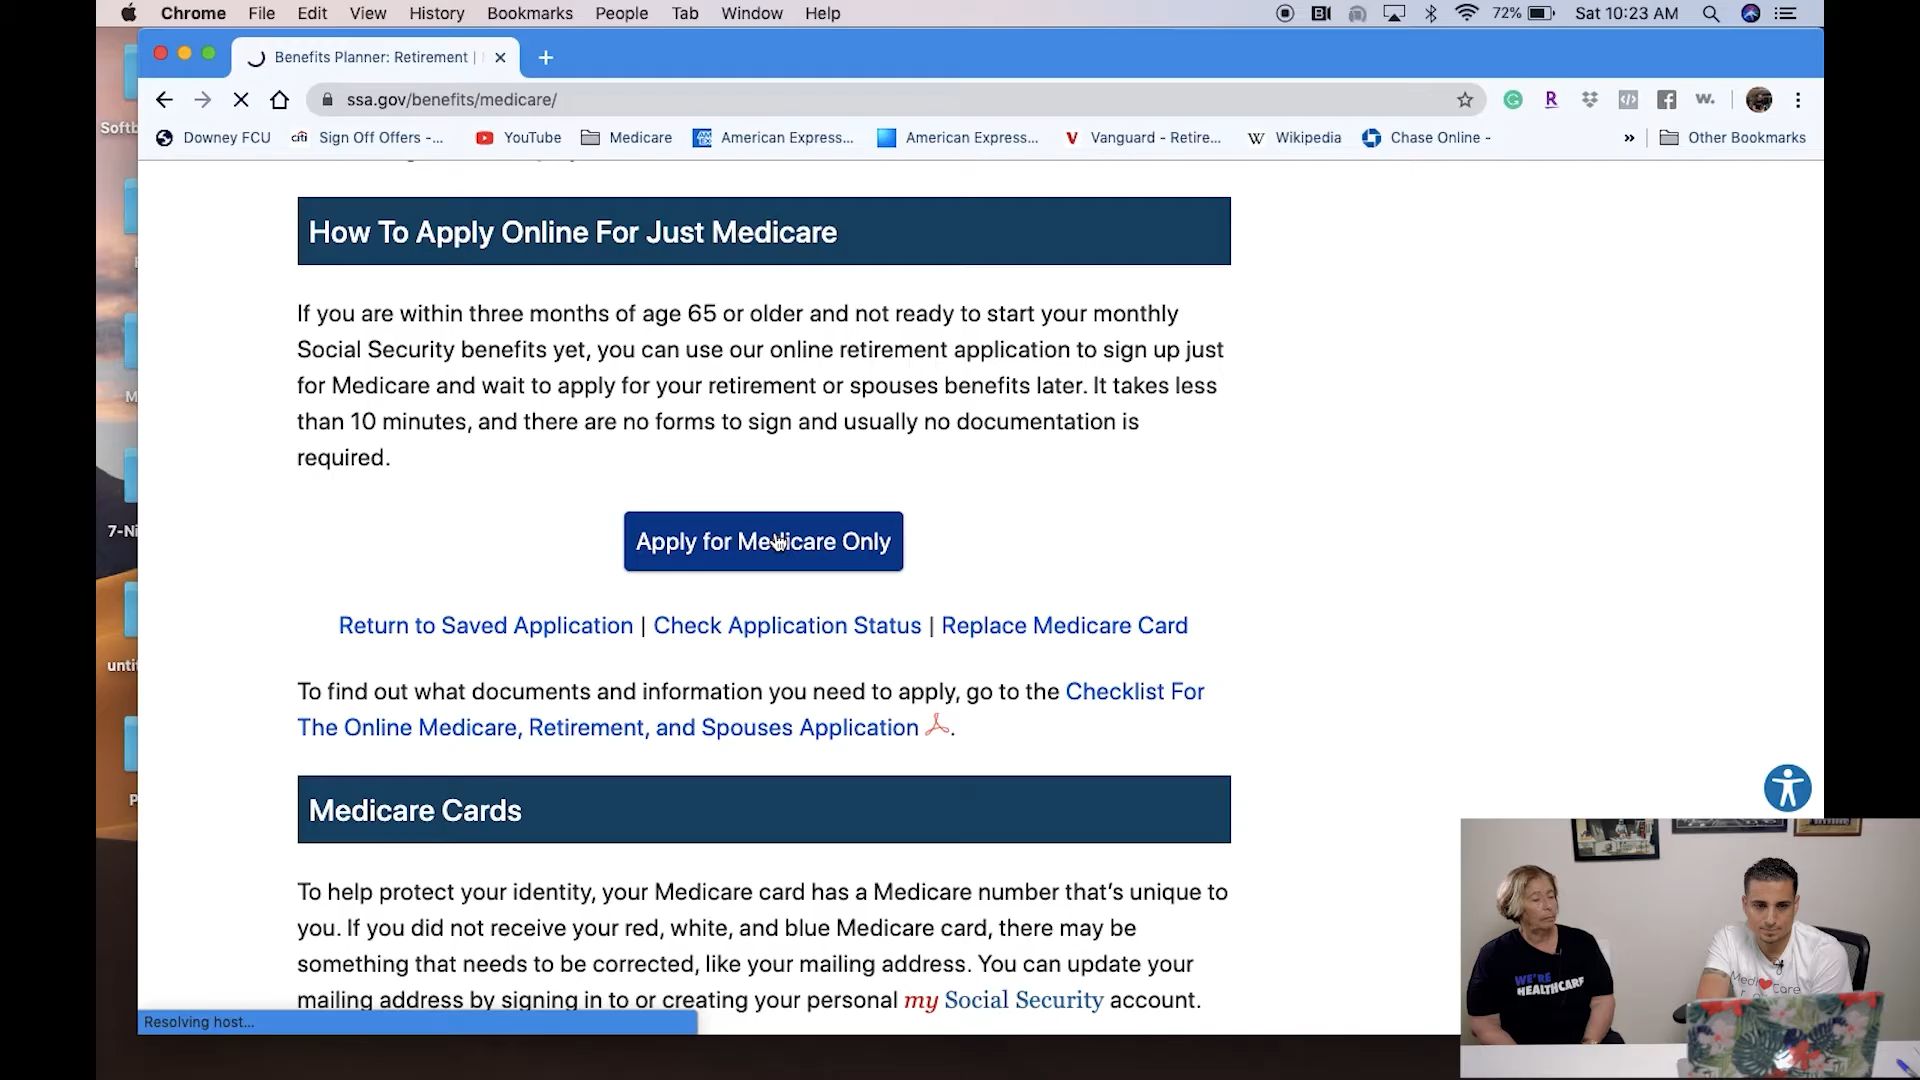 Chrome File Edit View History Bookmarks People Tab Window Help
72% Sat 10:23 AM
Benefits Planner: Retirement |
ssa.gov/benefits/medicare/
Downey FCU
citi Sign Off Offers -...
YouTube
Medicare
American Express...
American Express...
Vanguard - Retire...
W Wikipedia
Chase Online -
»
Other Bookmarks
Softb
How To Apply Online For Just Medicare
If you are within three months of age 65 or older and not ready to start your monthly
Social Security benefits yet, you can use our online retirement application to sign up just
for Medicare and wait to apply for your retirement or spouses benefits later. It takes less
than 10 minutes, and there are no forms to sign and usually no documentation is
required.
7-Ni
Apply for Medicare Only
Return to Saved Application | Check Application Status | Replace Medicare Card
untit
To find out what documents and information you need to apply, go to the Checklist For
The Online Medicare, Retirement, and Spouses Application .
Medicare Cards
To help protect your identity, your Medicare card has a Medicare number that's unique to
you. If you did not receive your red, white, and blue Medicare card, there may be
something that needs to be corrected, like your mailing address. You can update your
mailing address by signing in to or creating your personal my Social Security account.
Resolving host...
WE'RE
HEALTHCARE
Medi Care